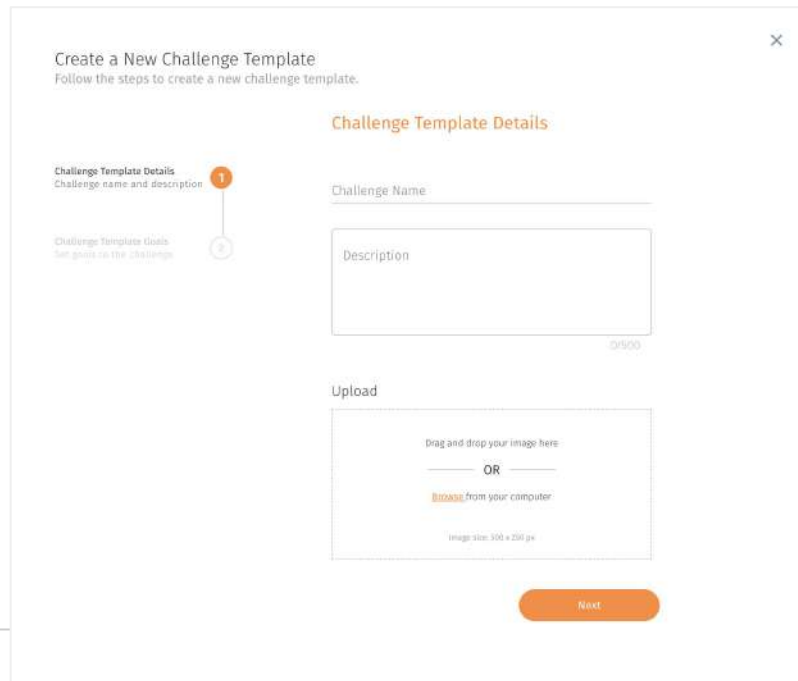 Create a New Challenge Template
Follow the steps to create a new challenge template.
Challenge Template Details
Challenge Template Details
Challenge name and description
1
Challenge Template Goals
Set goals to the challenge
2
Challenge Name
Description
0/500
Upload
Drag and drop your image here
OR
Browse from your computer
Image size: 300 x 250 px
Next